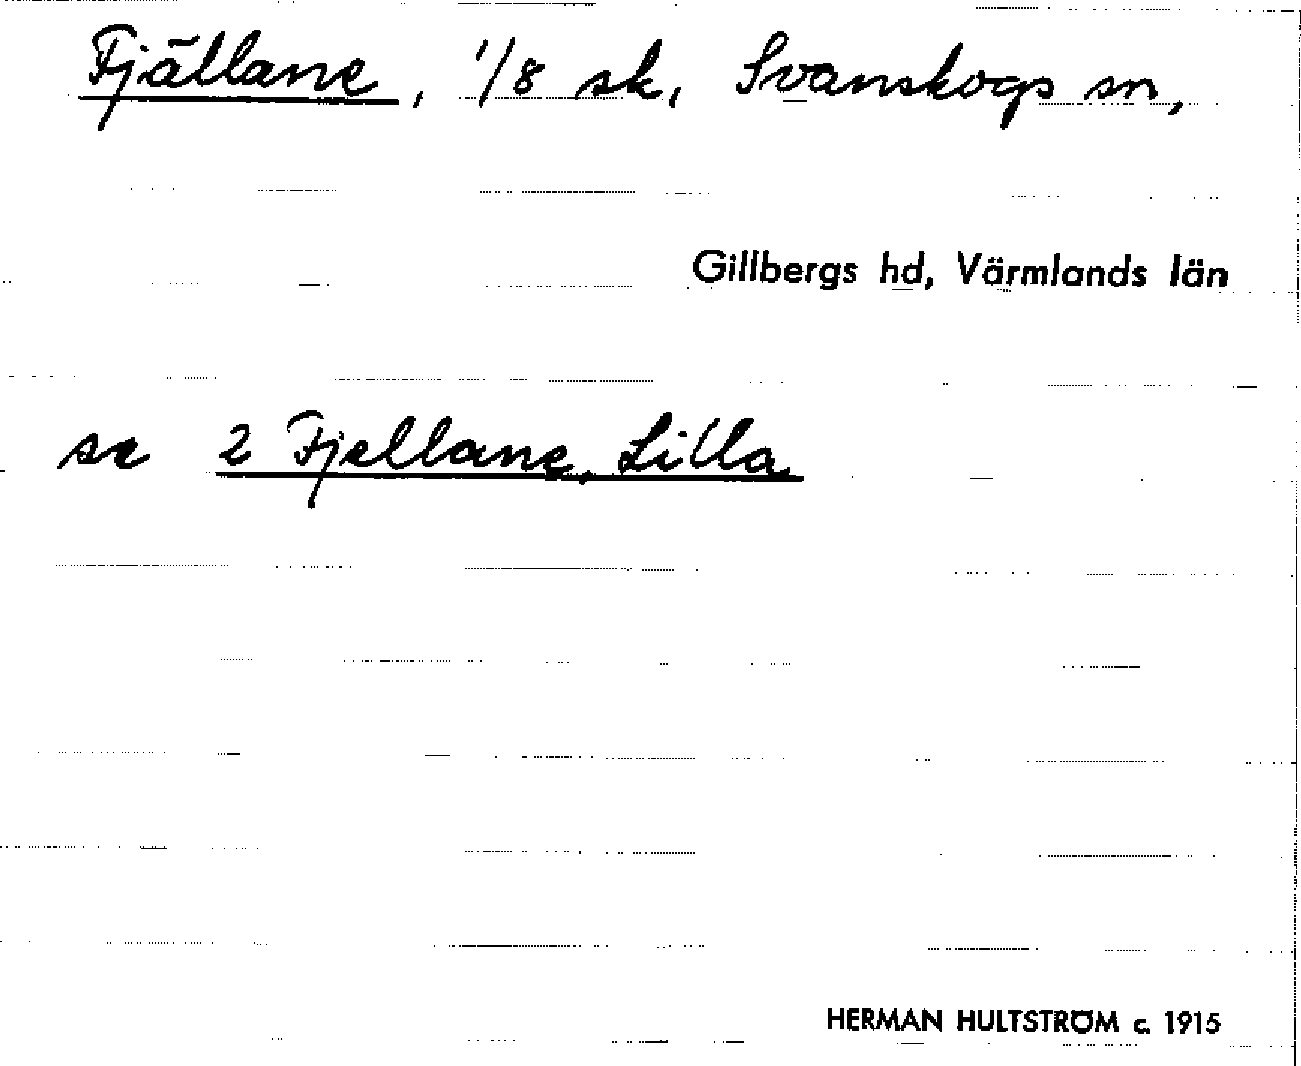 Fjällane, 1/8 sk, Svanskogs sn,
Gillbergs hd, Värmlands län
se 2 Fjellane, Lilla
HERMAN HULTSTRÖM c. 1915